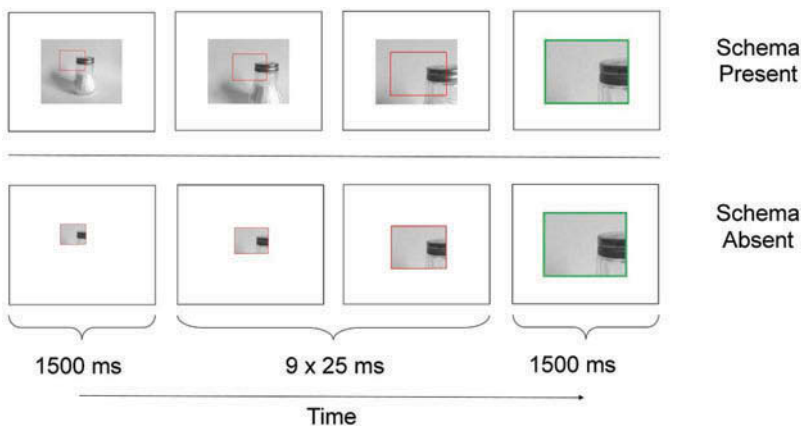 Schema
Present
Schema
Absent
1500 ms
9 x 25 ms
1500 ms
Time